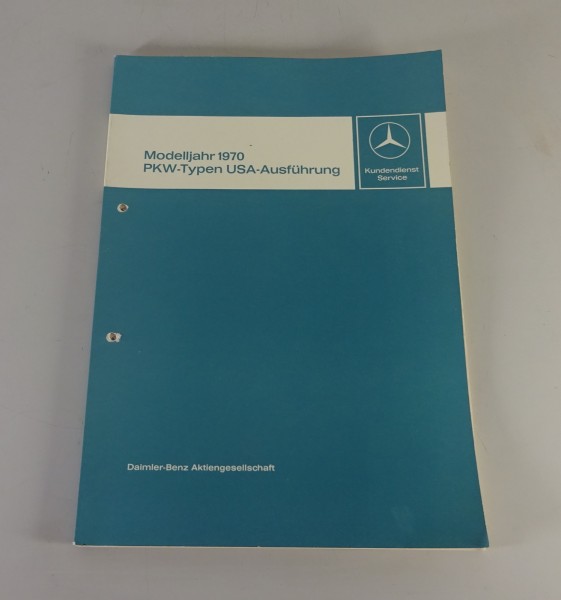 Modelljahr 1970
PKW-Typen USA-Ausführung
Kundendienst
Service
Daimler-Benz Aktiengesellschaft